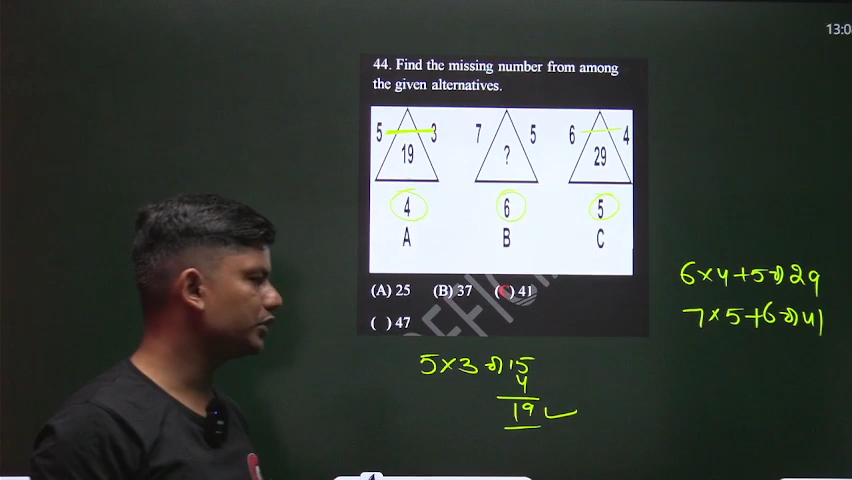 13:0
44. Find the missing number from among
the given alternatives.
5 3 7 5 6 4
19 ? 29
4 6 5
A B C
(A) 25 (B) 37 ( ) 41
( ) 47
6×4+5⇒29
7×5+6⇒41
5×3⇒15
4
19